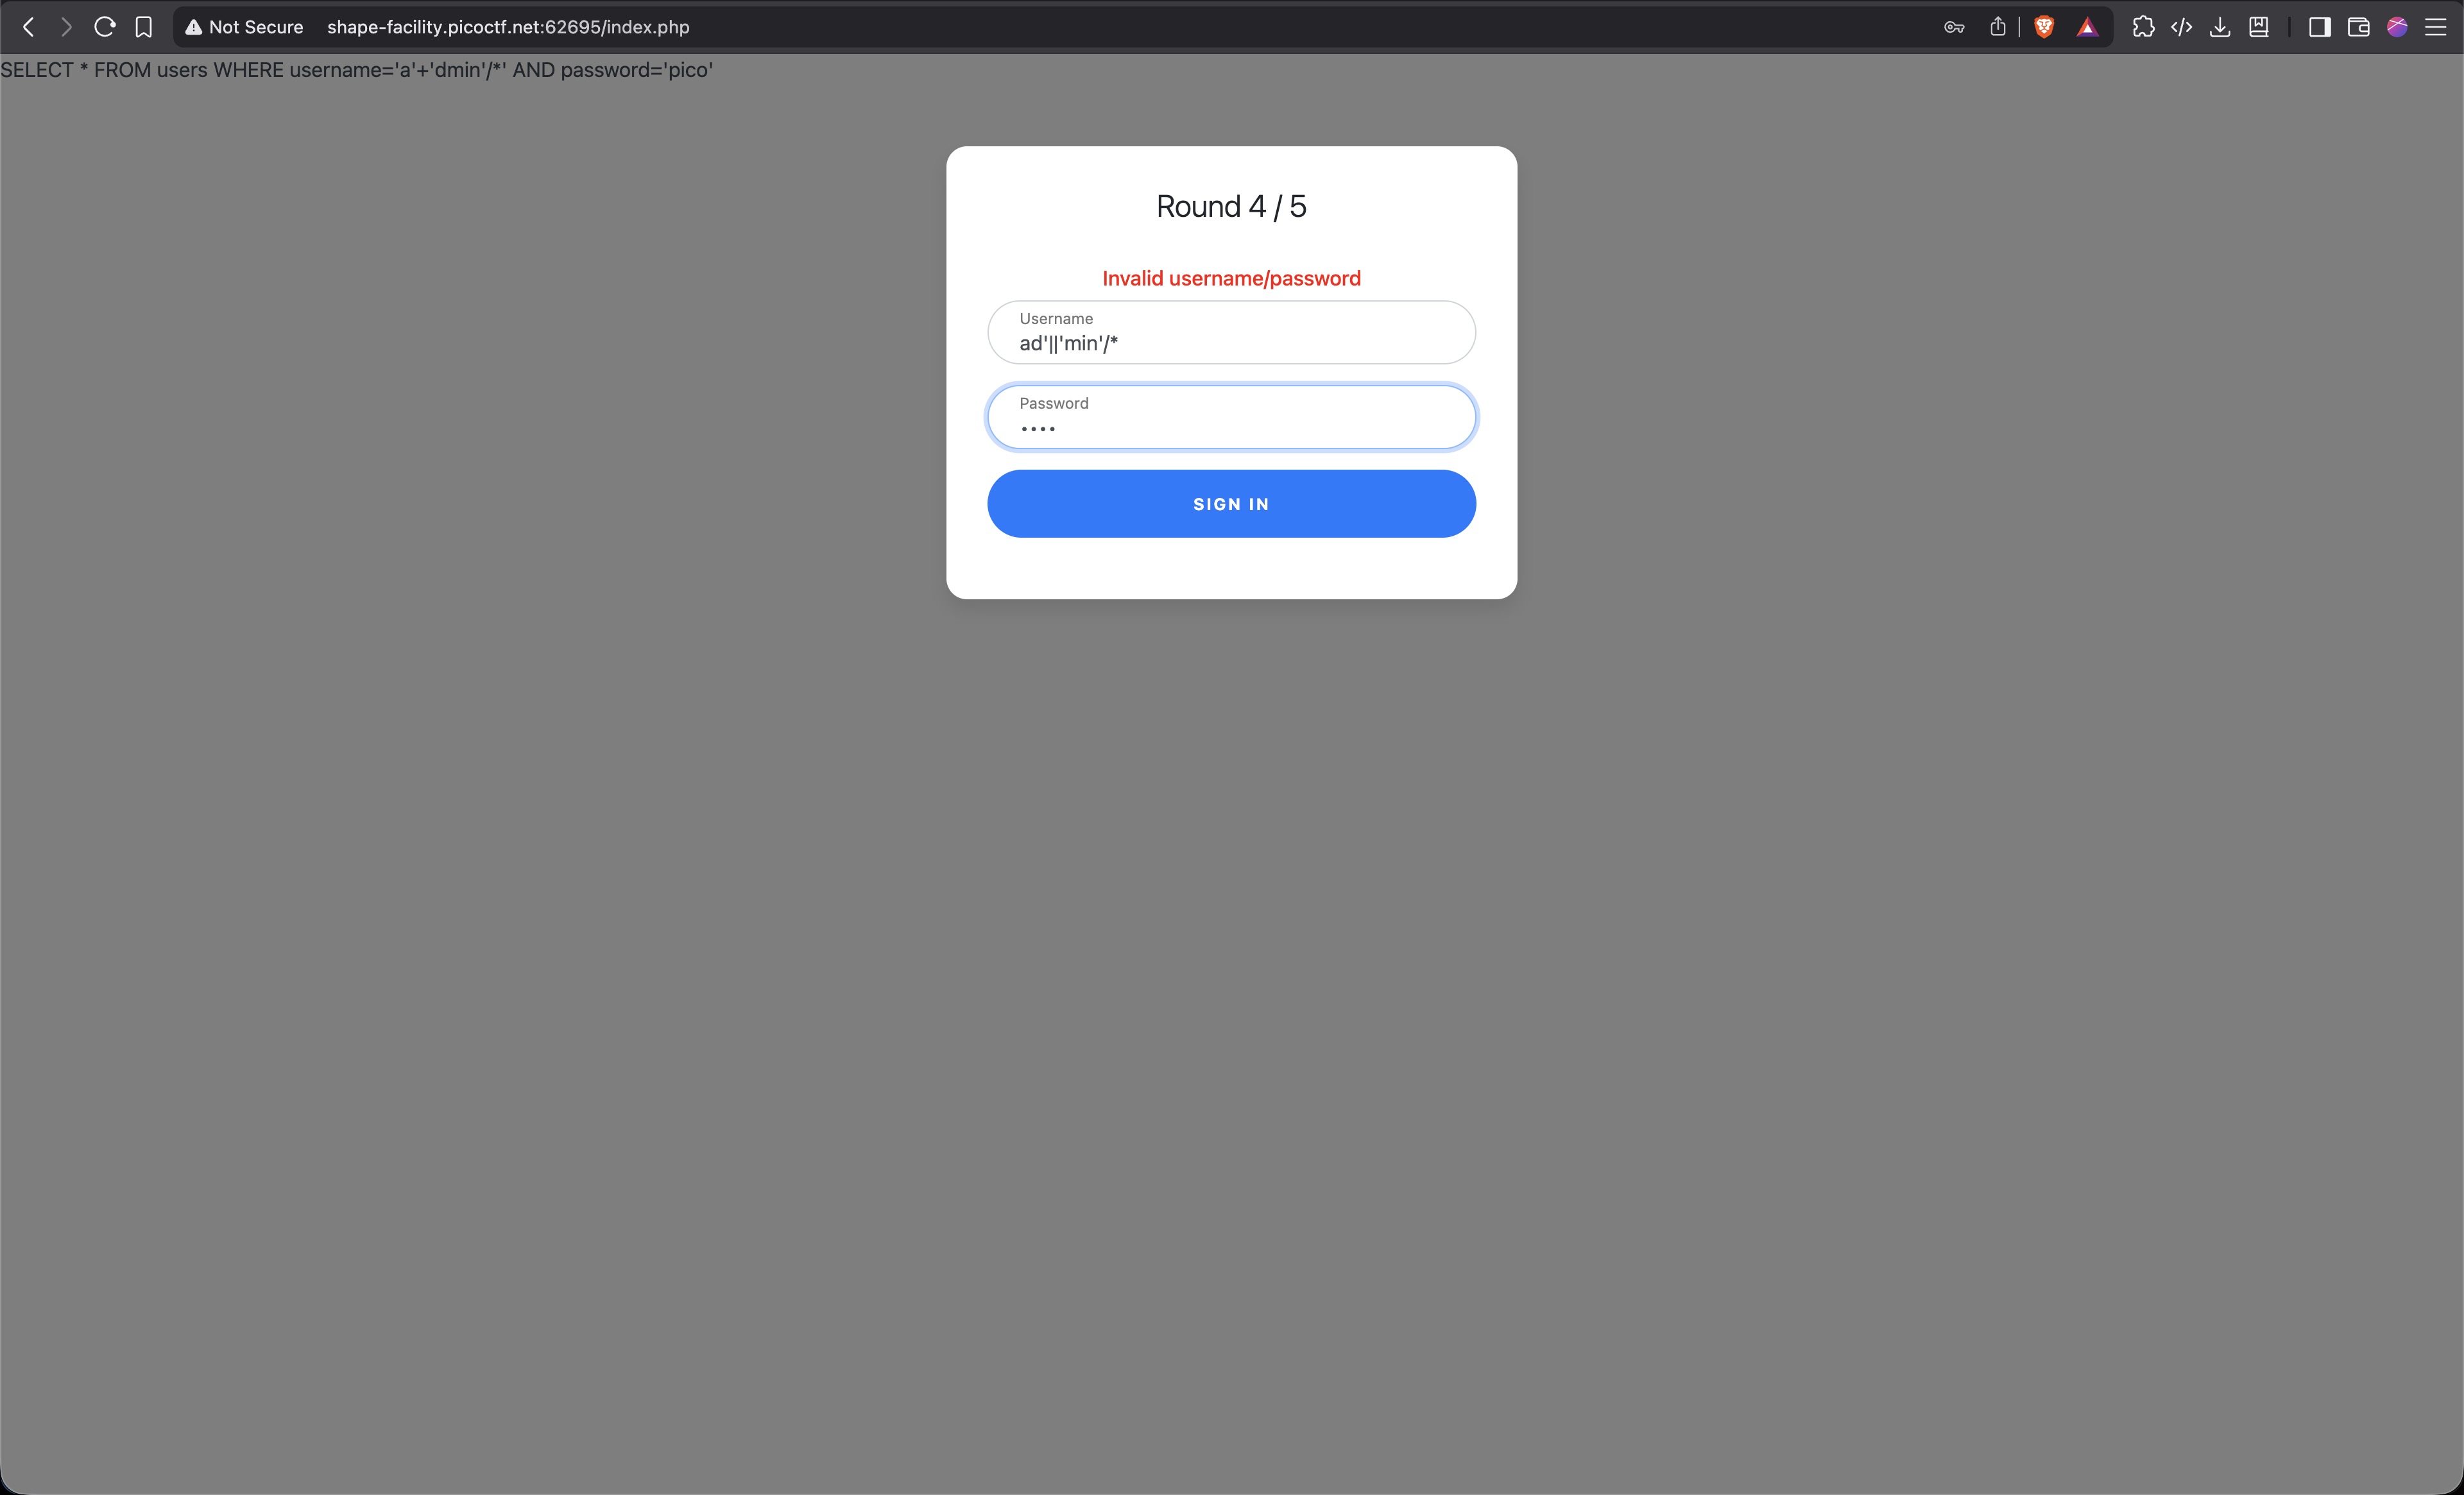 Not Secure shape-facility.picoctf.net:62695/index.php
SELECT * FROM users WHERE username='a'+'dmin'/*' AND password='pico'
Round 4 / 5
Invalid username/password
Username
ad'||'min'/*
Password
••••
SIGN IN